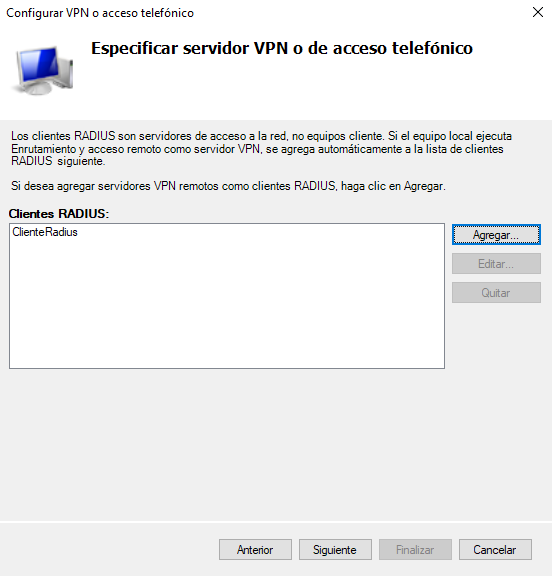 Configurar VPN o acceso telefónico
Especificar servidor VPN o de acceso telefónico
Los clientes RADIUS son servidores de acceso a la red, no equipos cliente. Si el equipo local ejecuta
Enrutamiento y acceso remoto como servidor VPN, se agrega automáticamente a la lista de clientes
RADIUS siguiente.
Si desea agregar servidores VPN remotos como clientes RADIUS, haga clic en Agregar.
Clientes RADIUS:
ClienteRadius
Agregar...
Editar...
Quitar
Anterior
Siguiente
Finalizar
Cancelar